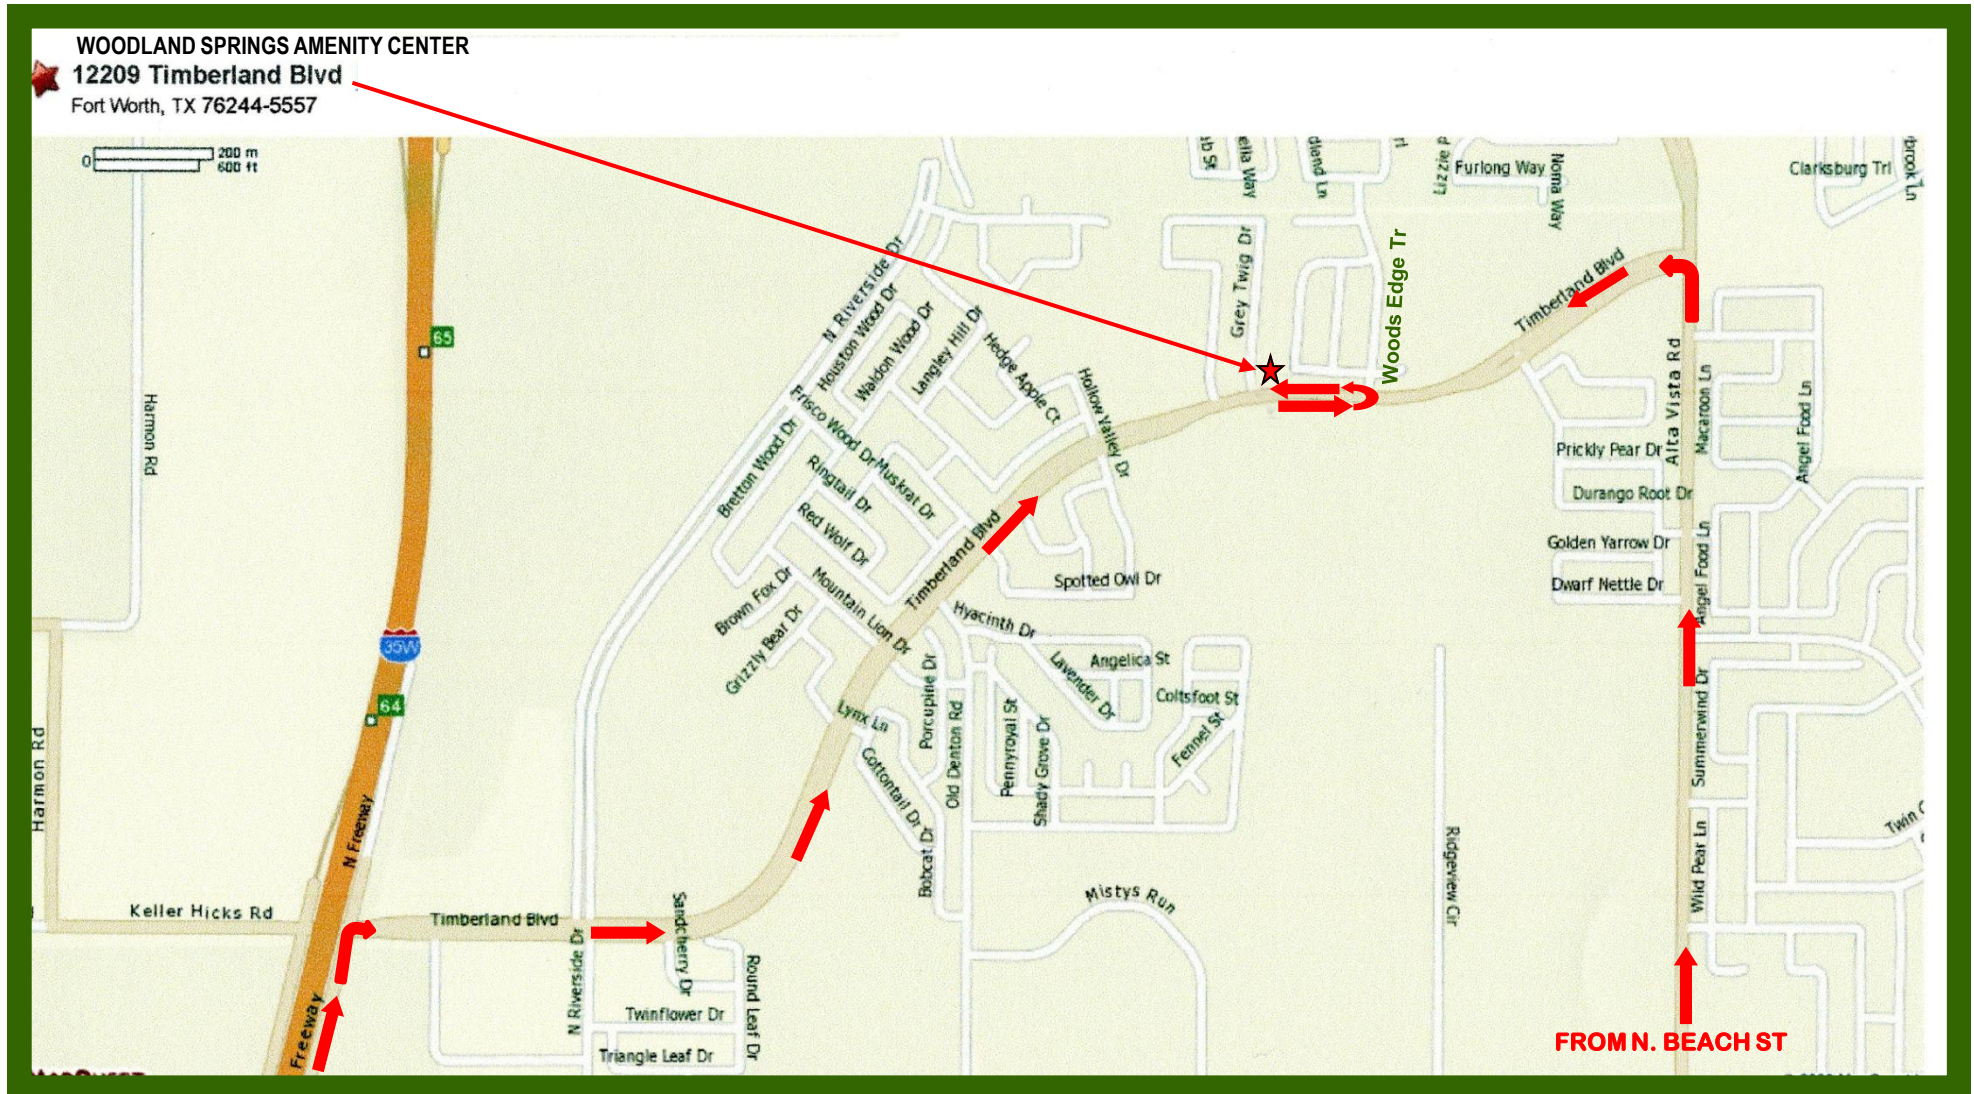 WOODLAND SPRINGS AMENITY CENTER
12209 Timberland Blvd
Fort Worth, TX 76244-5557
0
200 m
600 ft
Furlong Way
Noma Way
Clarksburg Trl
Grey Twig Dr
Woods Edge Tr
Timberland Blvd
N Riverside Dr
Houston Wood Dr
Waldon Wood Dr
Langley Hill Dr
Hedge Apple Ct
Hollow Valley Dr
65
Harmon Rd
Frisco Wood Dr
Bretton Wood Dr
Ringtail Dr
Muskrat Dr
Red Wolf Dr
Alta Vista Rd
Macaroon Ln
Angel Food Ln
Prickly Pear Dr
Durango Root Dr
Golden Yarrow Dr
Dwarf Nettle Dr
Angel Food Ln
Timberland Blvd
Spotted Owl Dr
Brown Fox Dr
Mountain Lion Dr
Grizzly Bear Dr
Hyacinth Dr
35W
64
Angelica St
Lavender Dr
Coltsfoot St
Fennel St
Porcupine Dr
Old Denton Rd
Pennyroyal St
Shady Grove Dr
Lynx Ln
Cottontail Dr
Bobcat Dr
Summerwind Dr
Harmon Rd
N Freeway
Ridgeview Cir
Wild Pear Ln
Twin
Mistys Run
Keller Hicks Rd
Timberland Blvd
Sandcherry Dr
N Riverside Dr
Round Leaf Dr
Twinflower Dr
Triangle Leaf Dr
Freeway
FROM N. BEACH ST